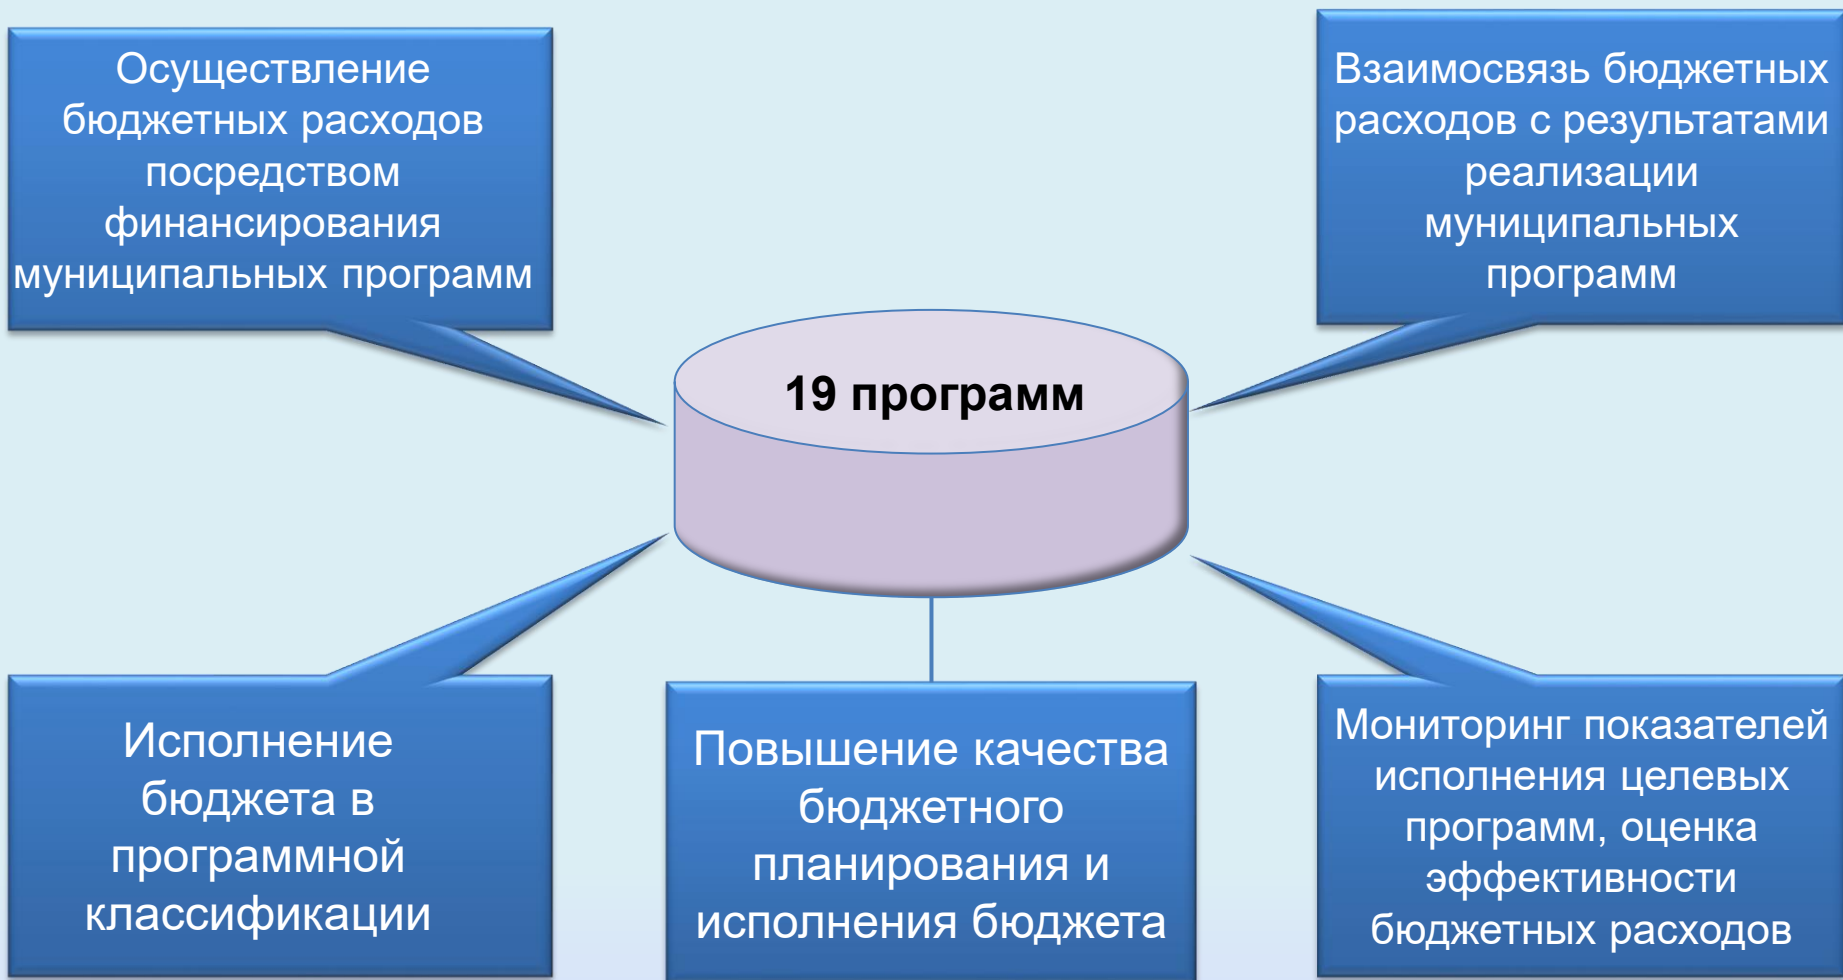 Осуществление
бюджетных расходов
посредством
финансирования
муниципальных программ
Взаимосвязь бюджетных
расходов с результатами
реализации
муниципальных
программ
19 программ
Исполнение
бюджета в
программной
классификации
Повышение качества
бюджетного
планирования и
исполнения бюджета
Мониторинг показателей
исполнения целевых
программ, оценка
эффективности
бюджетных расходов